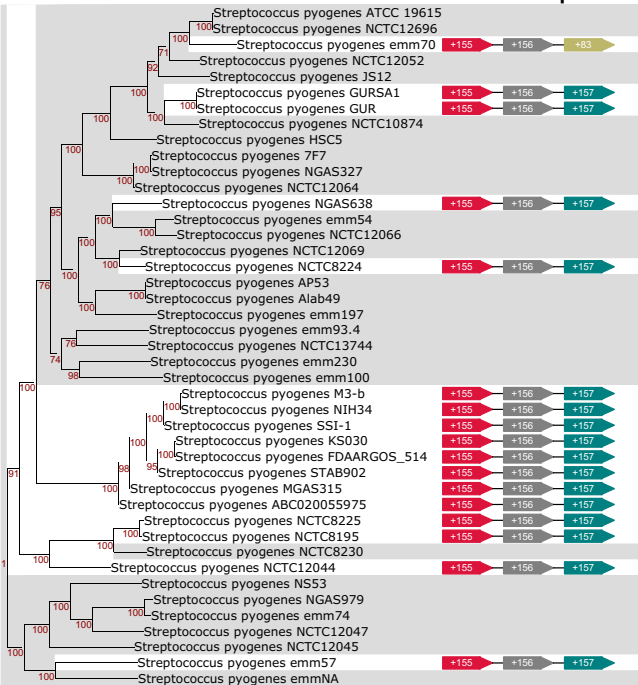 Streptococcus pyogenes ATCC 19615
100 Streptococcus pyogenes NCTC12696
100
71 Streptococcus pyogenes emm70 +155 +156 +83
Streptococcus pyogenes NCTC12052
92 Streptococcus pyogenes JS12
100 Streptococcus pyogenes GURSA1 +155 +156 +157
100 Streptococcus pyogenes GUR +155 +156 +157
100 100 Streptococcus pyogenes NCTC10874
Streptococcus pyogenes HSC5
100 Streptococcus pyogenes 7F7
100 Streptococcus pyogenes NGAS327
100 Streptococcus pyogenes NCTC12064
95 100 Streptococcus pyogenes NGAS638 +155 +156 +157
Streptococcus pyogenes emm54
100 100 Streptococcus pyogenes NCTC12066
Streptococcus pyogenes NCTC12069
100 100 Streptococcus pyogenes NCTC8224 +155 +156 +157
76 Streptococcus pyogenes AP53
100 Streptococcus pyogenes Alab49
100 Streptococcus pyogenes emm197
Streptococcus pyogenes emm93.4
76 Streptococcus pyogenes NCTC13744
74 Streptococcus pyogenes emm230
98 Streptococcus pyogenes emm100
100 Streptococcus pyogenes M3-b +155 +156 +157
100 Streptococcus pyogenes NIH34 +155 +156 +157
100 Streptococcus pyogenes SSI-1 +155 +156 +157
100 Streptococcus pyogenes KS030 +155 +156 +157
100 Streptococcus pyogenes FDAARGOS_514 +155 +156 +157
91 98 95 Streptococcus pyogenes STAB902 +155 +156 +157
100 Streptococcus pyogenes MGAS315 +155 +156 +157
Streptococcus pyogenes ABC020055975 +155 +156 +157
Streptococcus pyogenes NCTC8225 +155 +156 +157
100 Streptococcus pyogenes NCTC8195 +155 +156 +157
100 Streptococcus pyogenes NCTC8230
100
1 Streptococcus pyogenes NCTC12044 +155 +156 +157
Streptococcus pyogenes NS53
100 Streptococcus pyogenes NGAS979
100 100 Streptococcus pyogenes emm74
100 Streptococcus pyogenes NCTC12047
100 Streptococcus pyogenes NCTC12045
100 Streptococcus pyogenes emm57 +155 +156 +157
100 Streptococcus pyogenes emmNA